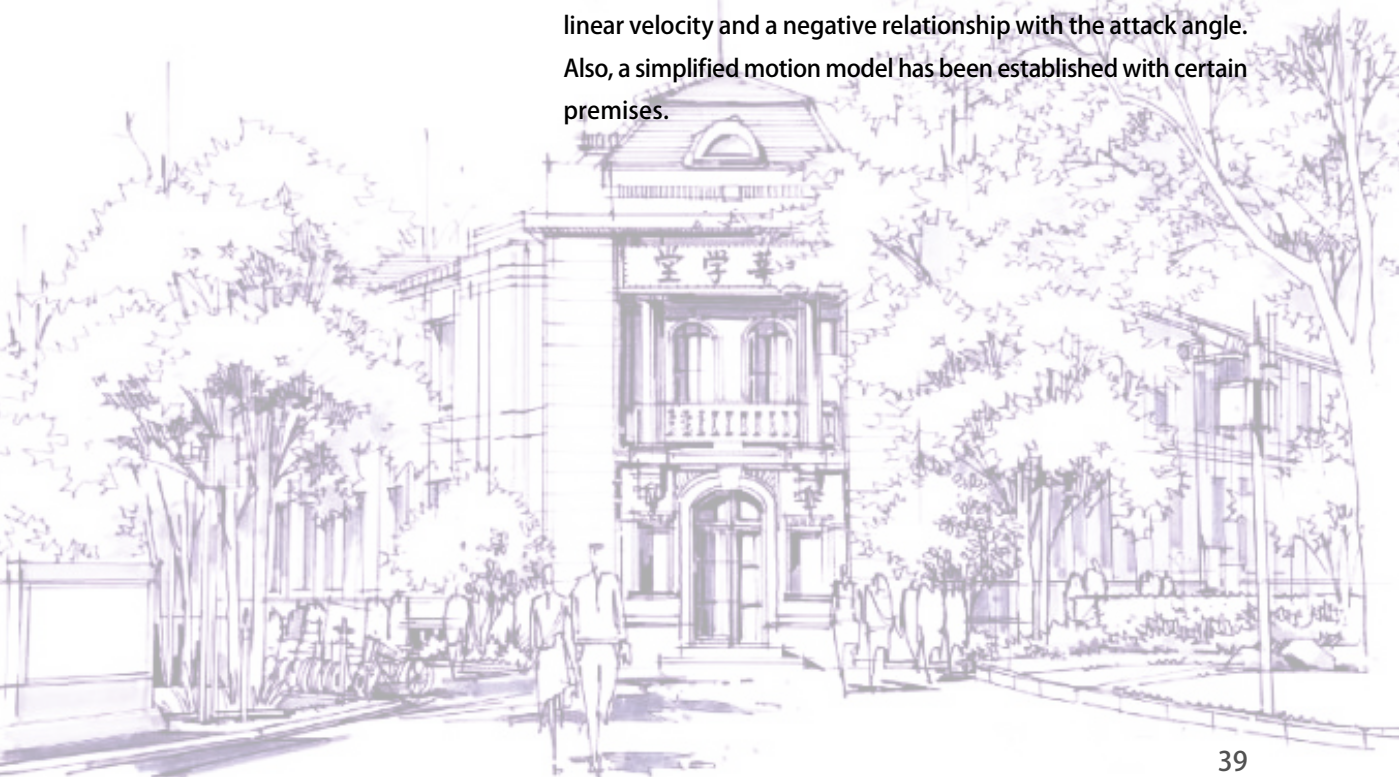 linear velocity and a negative relationship with the attack angle.
Also, a simplified motion model has been established with certain
premises.
堂学華
39